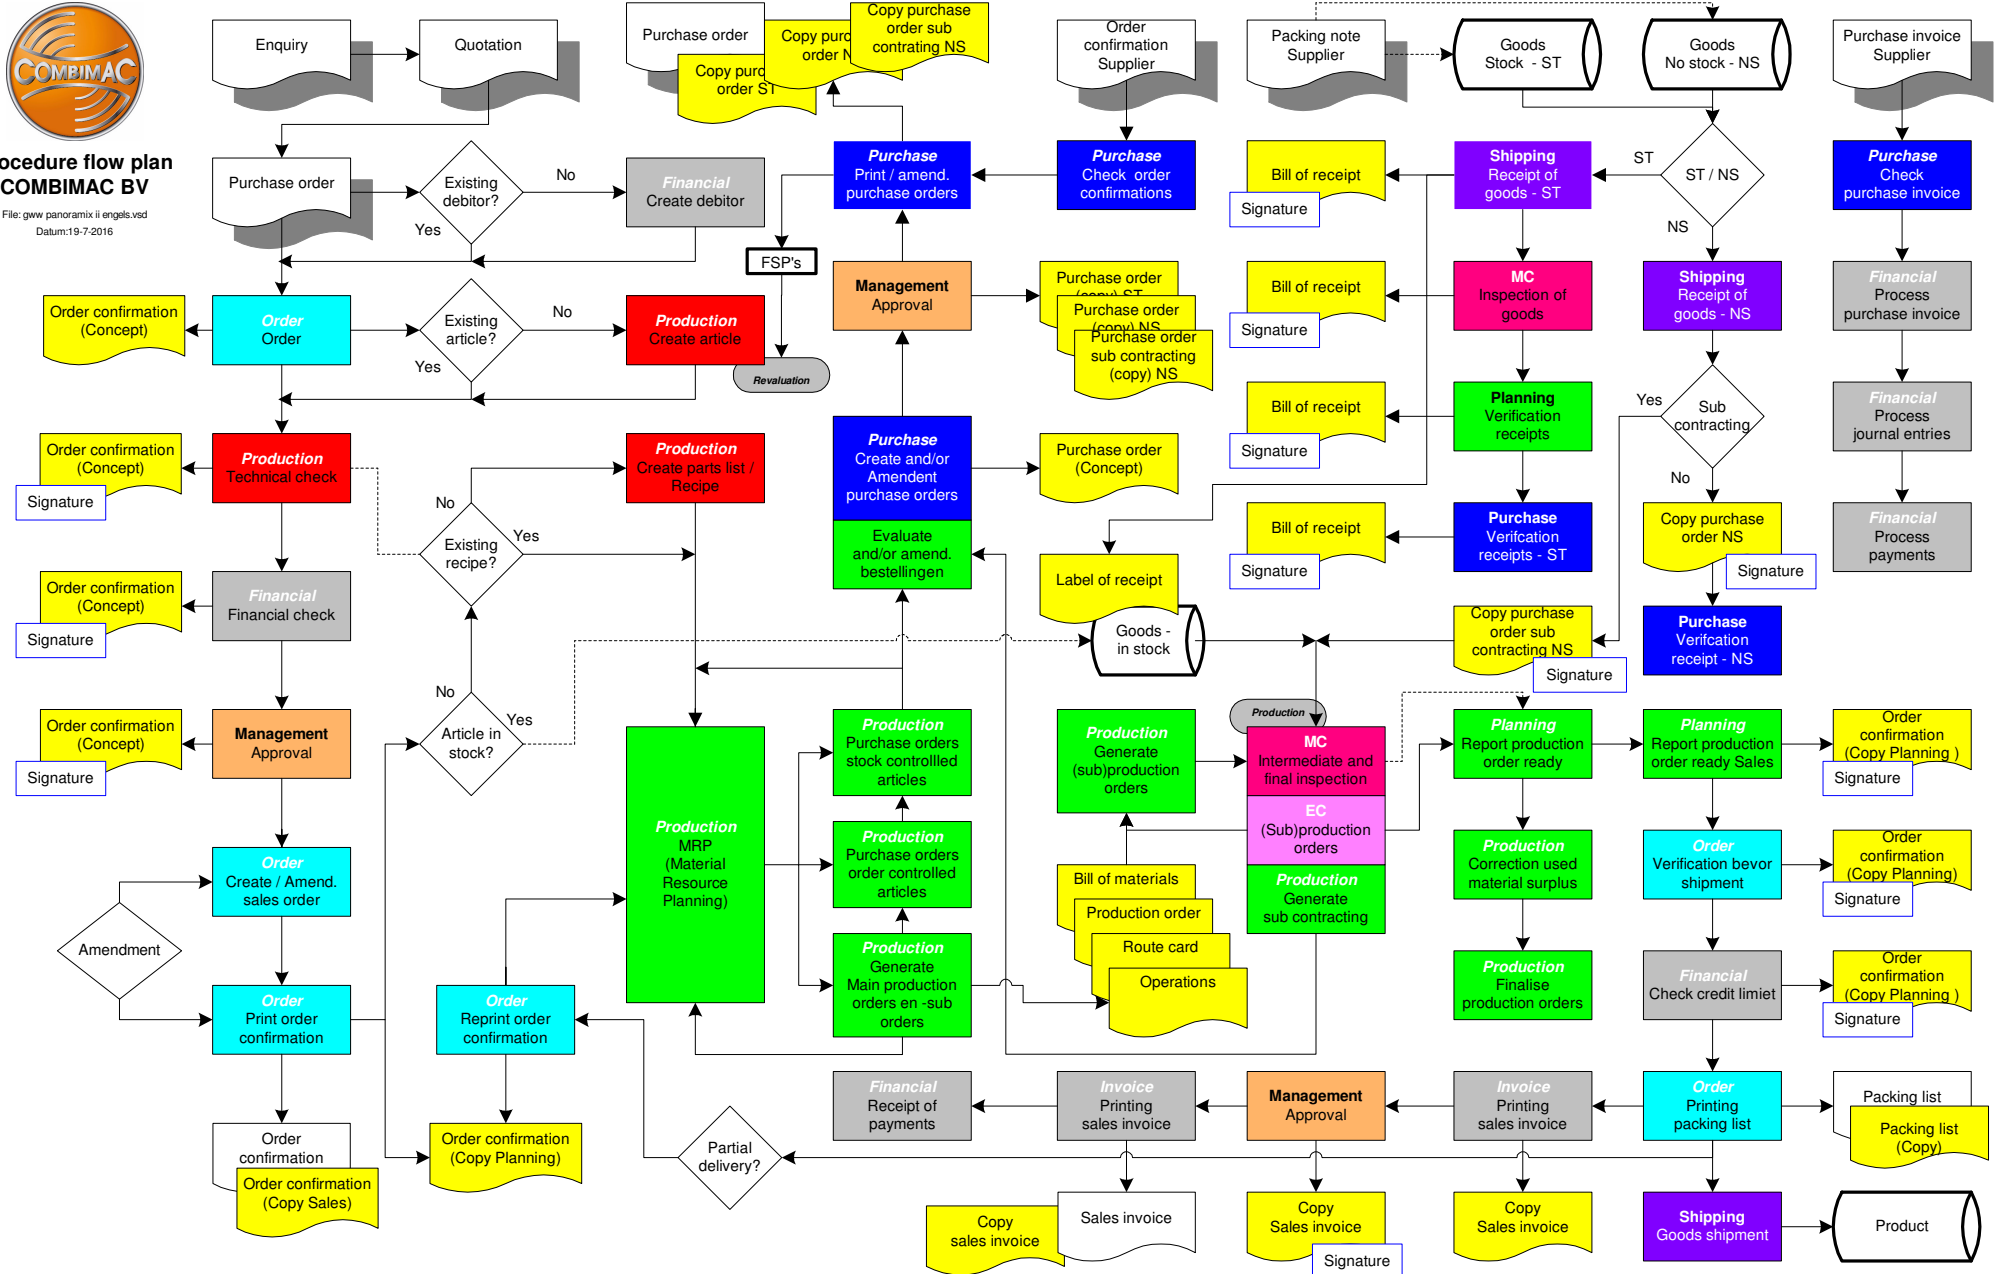 COMBIMAC
ocedure flow plan
COMBIMAC BV
File: gww panoramix ii engels.vsd
Datum:19-7-2016
Enquiry
Quotation
Purchase order
Copy purc
order ST
Copy purc
order N
Copy purchase
order sub
contrating NS
Order
confirmation
Supplier
Packing note
Supplier
Goods
Stock - ST
Goods
No stock - NS
Purchase invoice
Supplier
Purchase order
Existing
debitor?
No
Yes
Financial
Create debitor
Purchase
Print / amend.
purchase orders
Purchase
Check order
confirmations
Bill of receipt
Signature
Shipping
Receipt of
goods - ST
ST
ST / NS
NS
Purchase
Check
purchase invoice
FSP's
Order confirmation
(Concept)
Order
Order
Existing
article?
No
Yes
Production
Create article
Revaluation
Management
Approval
Purchase order
(copy) ST
Purchase order
(copy) NS
Purchase order
sub contracting
(copy) NS
Bill of receipt
Signature
MC
Inspection of
goods
Shipping
Receipt of
goods - NS
Financial
Process
purchase invoice
Order confirmation
(Concept)
Signature
Production
Technical check
Production
Create parts list /
Recipe
Purchase
Create and/or
Amendent
purchase orders
Purchase order
(Concept)
Bill of receipt
Signature
Planning
Verification
receipts
Yes
Sub
contracting
No
Financial
Process
journal entries
No
Existing
recipe?
Yes
Evaluate
and/or amend.
bestellingen
Label of receipt
Bill of receipt
Signature
Purchase
Verifcation
receipts - ST
Copy purchase
order NS
Signature
Financial
Process
payments
Order confirmation
(Concept)
Signature
Financial
Financial check
Goods -
in stock
Copy purchase
order sub
contracting NS
Signature
Purchase
Verifcation
receipt - NS
Order confirmation
(Concept)
Signature
Management
Approval
No
Article in
stock?
Yes
Production
MRP
(Material
Resource
Planning)
Production
Purchase orders
stock controllled
articles
Production
Generate
(sub)production
orders
Production
MC
Intermediate and
final inspection
Planning
Report production
order ready
Planning
Report production
order ready Sales
Order
confirmation
(Copy Planning )
Signature
Order
Create / Amend.
sales order
Production
Purchase orders
order controlled
articles
EC
(Sub)production
orders
Production
Correction used
material surplus
Order
Verification bevor
shipment
Order
confirmation
(Copy Planning)
Signature
Amendment
Bill of materials
Production order
Route card
Operations
Production
Generate
sub contracting
Order
Print order
confirmation
Order
Reprint order
confirmation
Production
Generate
Main production
orders en -sub
orders
Production
Finalise
production orders
Financial
Check credit limiet
Order
confirmation
(Copy Planning )
Signature
Order
confirmation
Order confirmation
(Copy Sales)
Order confirmation
(Copy Planning)
Partial
delivery?
Financial
Receipt of
payments
Invoice
Printing
sales invoice
Management
Approval
Invoice
Printing
sales invoice
Order
Printing
packing list
Packing list
Packing list
(Copy)
Copy
sales invoice
Sales invoice
Copy
Sales invoice
Signature
Copy
Sales invoice
Shipping
Goods shipment
Product